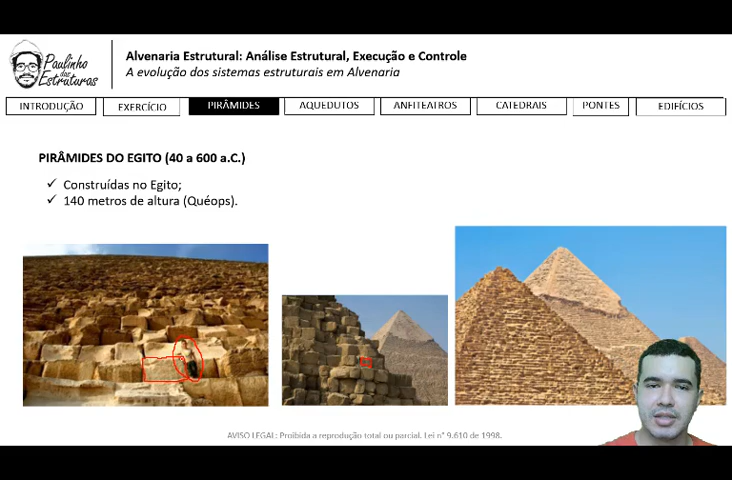 Paulinho
das
Estruturas
Alvenaria Estrutural: Análise Estrutural, Execução e Controle
A evolução dos sistemas estruturais em Alvenaria
INTRODUÇÃO EXERCÍCIO PIRÂMIDES AQUEDUTOS ANFITEATROS CATEDRAIS PONTES EDIFÍCIOS
PIRÂMIDES DO EGITO (40 a 600 a.C.)
✓ Construídas no Egito;
✓ 140 metros de altura (Quéops).
AVISO LEGAL: Proibida a reprodução total ou parcial. Lei n° 9.610 de 1998.